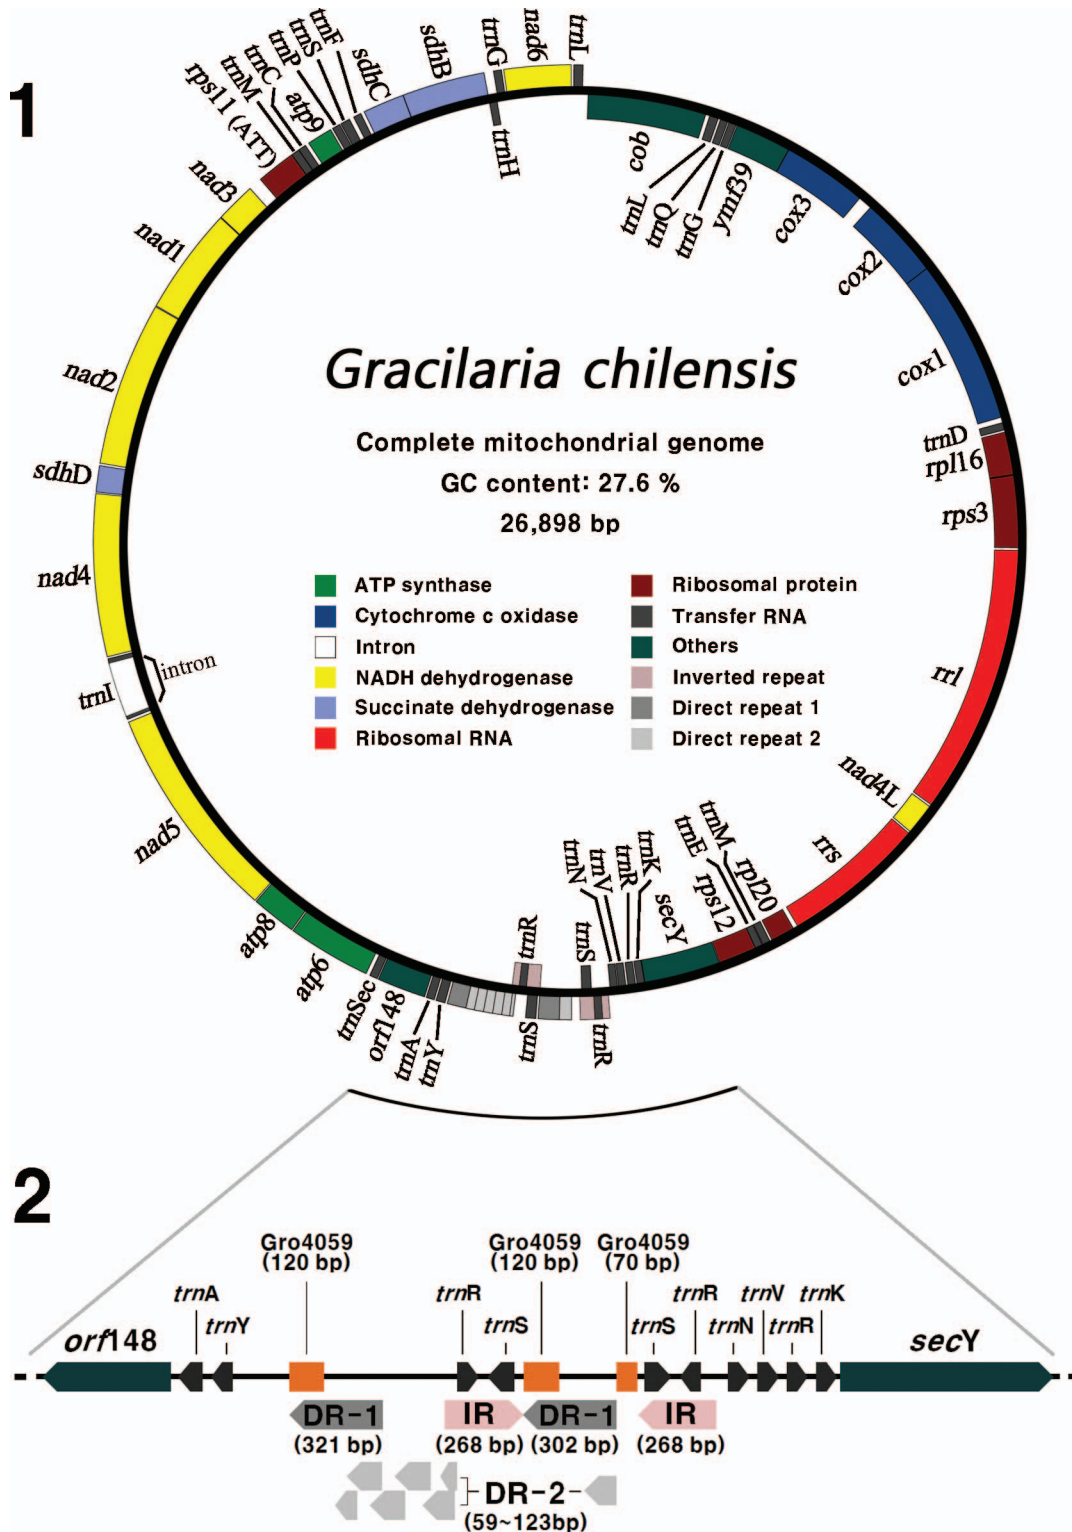 1
trnF
trnS
trnP
trnC
trnM
rps11 (ATT)
atp9
sdhC
sdhB
trnG
nad6
trnL
trnH
cob
trnL
trnQ
trnG
ymf39
cox3
cox2
cox1
trnD
rpl16
rps3
rrl
nad4L
rrs
rpl20
trnM
trnE
rps12
secY
trnK
trnR
trnV
trnN
trnS
trnR
trnR
trnS
trnY
trnA
orf148
trnSec
atp6
atp8
nad5
trnI
intron
nad4
sdhD
nad2
nad1
nad3
Gracilaria chilensis
Complete mitochondrial genome
GC content: 27.6 %
26,898 bp
ATP synthase
Cytochrome c oxidase
Intron
NADH dehydrogenase
Succinate dehydrogenase
Ribosomal RNA
Ribosomal protein
Transfer RNA
Others
Inverted repeat
Direct repeat 1
Direct repeat 2
2
Gro4059
(120 bp)
Gro4059
(120 bp)
Gro4059
(70 bp)
trnA
trnR
trnR
trnV
trnK
orf148
trnY
trnS
trnS
trnN
trnR
secY
DR-1
IR
DR-1
IR
(321 bp)
(268 bp)
(302 bp)
(268 bp)
DR-2
(59~123bp)